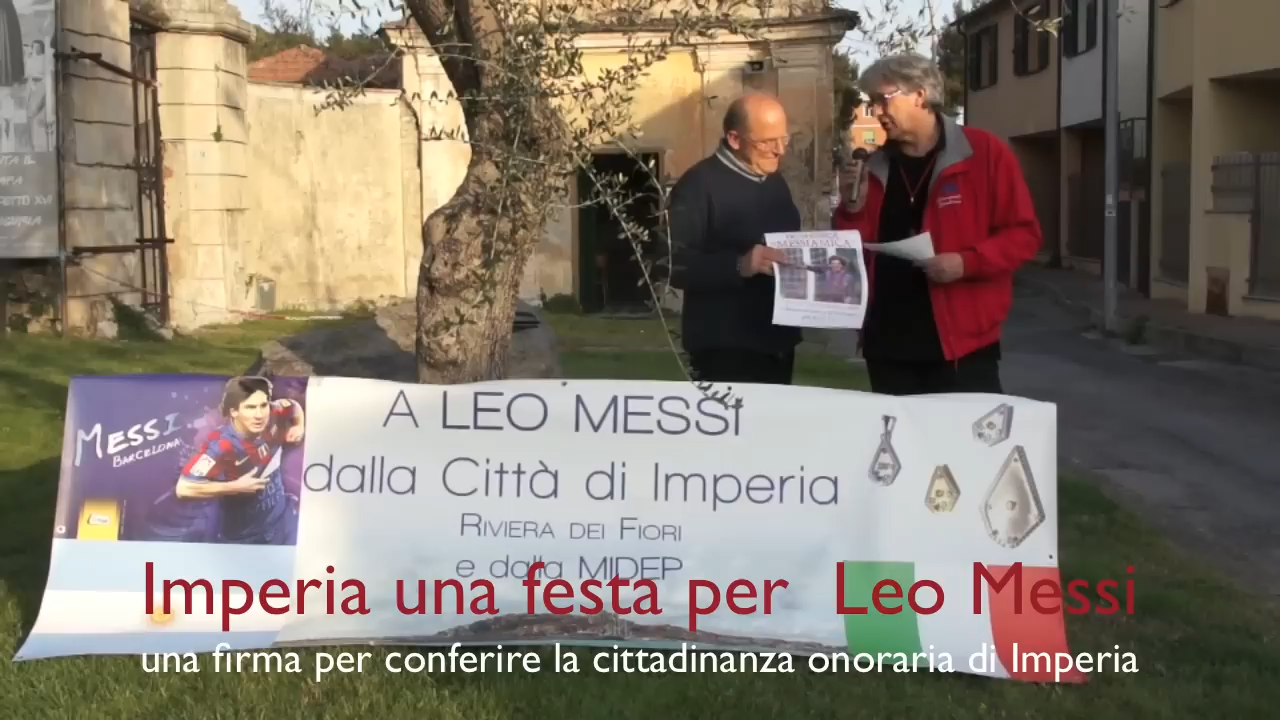 MESSIANICA
MESSI
BARCELONA
A LEO MESSI
dalla Città di Imperia
RIVIERA DEI FIORI
e dalla MIDEP
Imperia una festa per Leo Messi
una firma per conferire la cittadinanza onoraria di Imperia